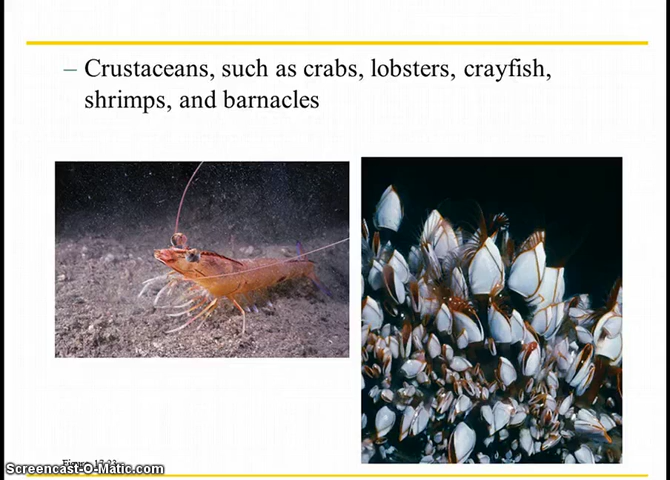 – Crustaceans, such as crabs, lobsters, crayfish,
shrimps, and barnacles
Screencast-O-Matic.com